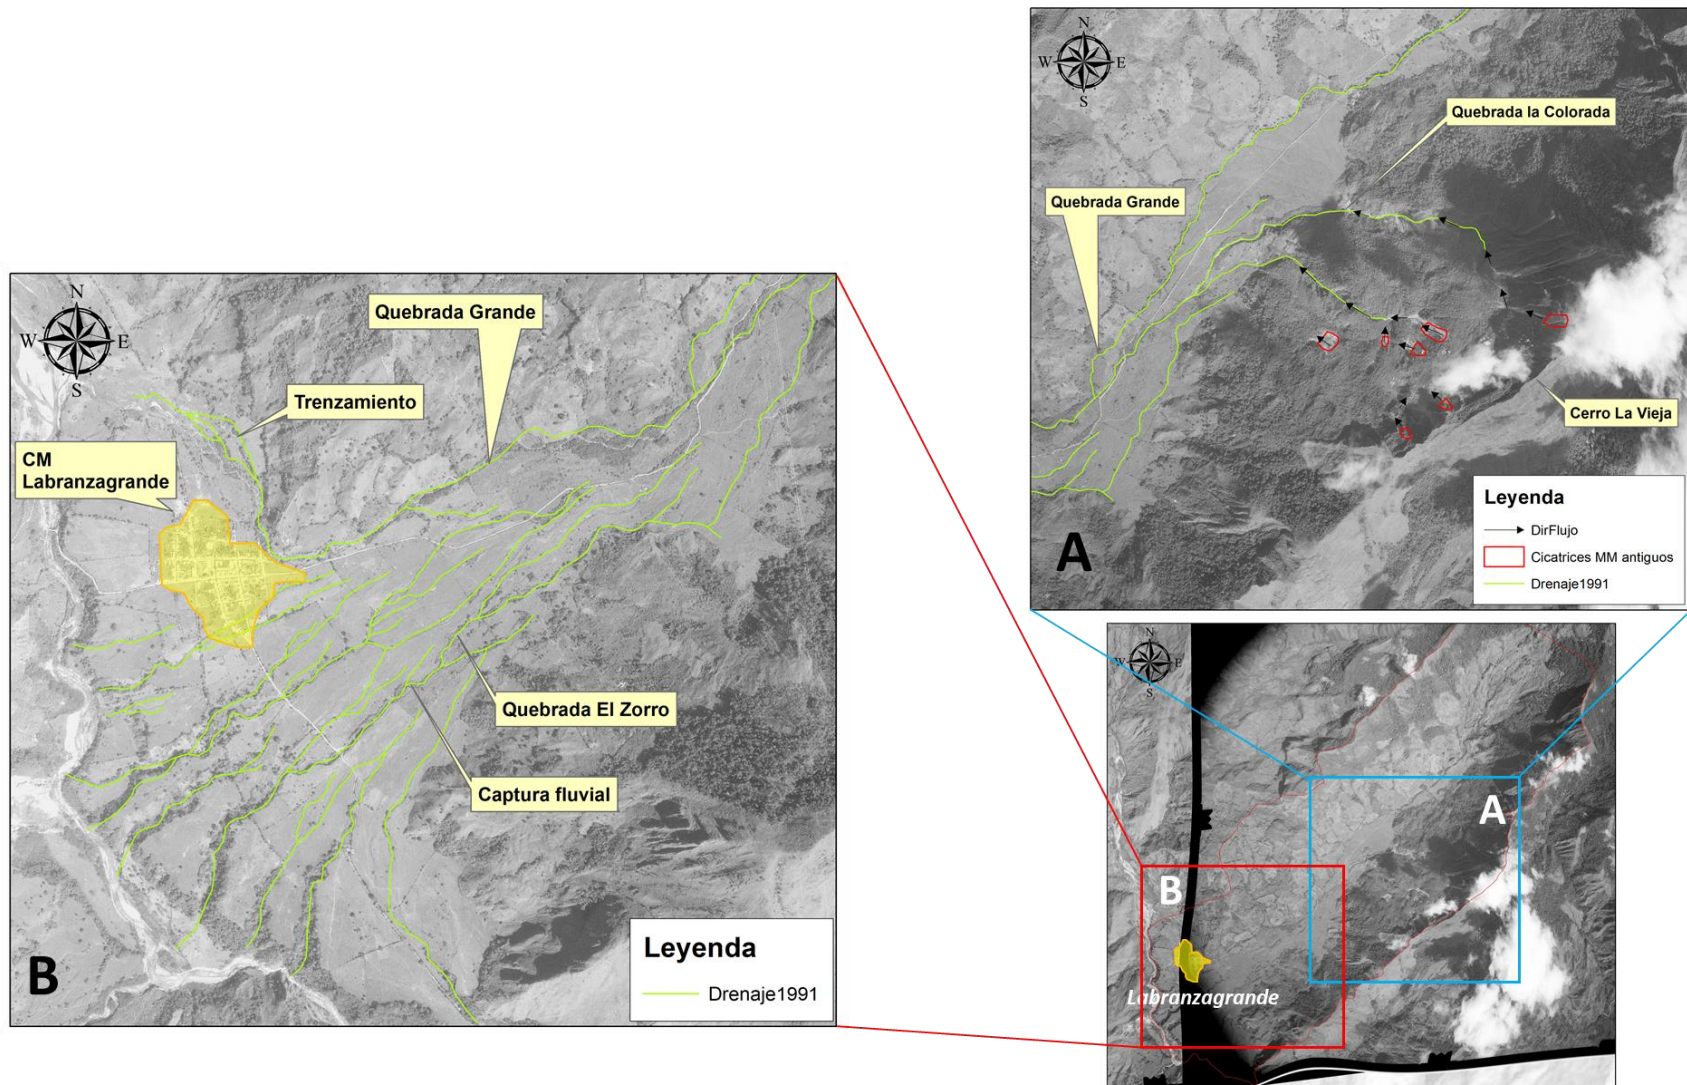 N
W
E
S
Quebrada la Colorada
Quebrada Grande
Cerro La Vieja
Leyenda
DirFlujo
Cicatrices MM antiguos
Drenaje1991
A
N
W
E
S
Quebrada Grande
Trenzamiento
CM
Labranzagrande
Quebrada El Zorro
Captura fluvial
Leyenda
Drenaje1991
B
N
W
E
S
A
B
Labranzagrande